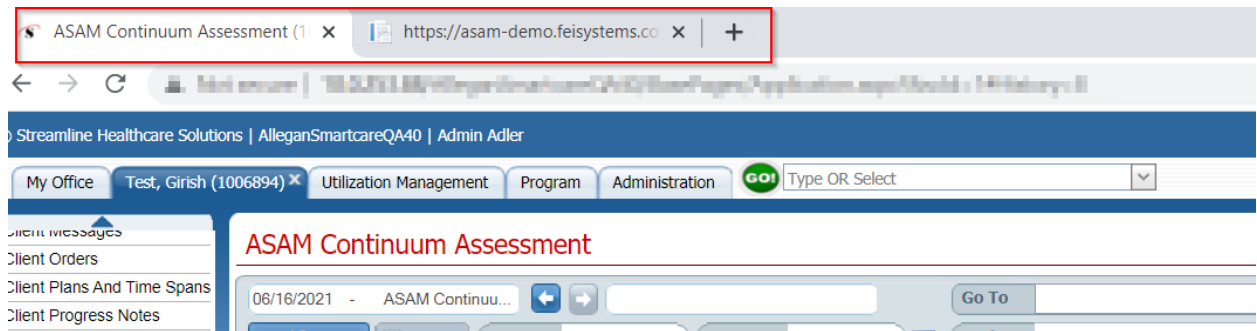 ASAM Continuum Assessment (1
https://asam-demo.feisystems.co
Streamline Healthcare Solutions | AlleganSmartcareQA40 | Admin Adler
My Office Test, Girish (1006894) Utilization Management Program Administration GO! Type OR Select
Client Messages
Client Orders
Client Plans And Time Spans
Client Progress Notes
ASAM Continuum Assessment
06/16/2021 - ASAM Continuu... Go To